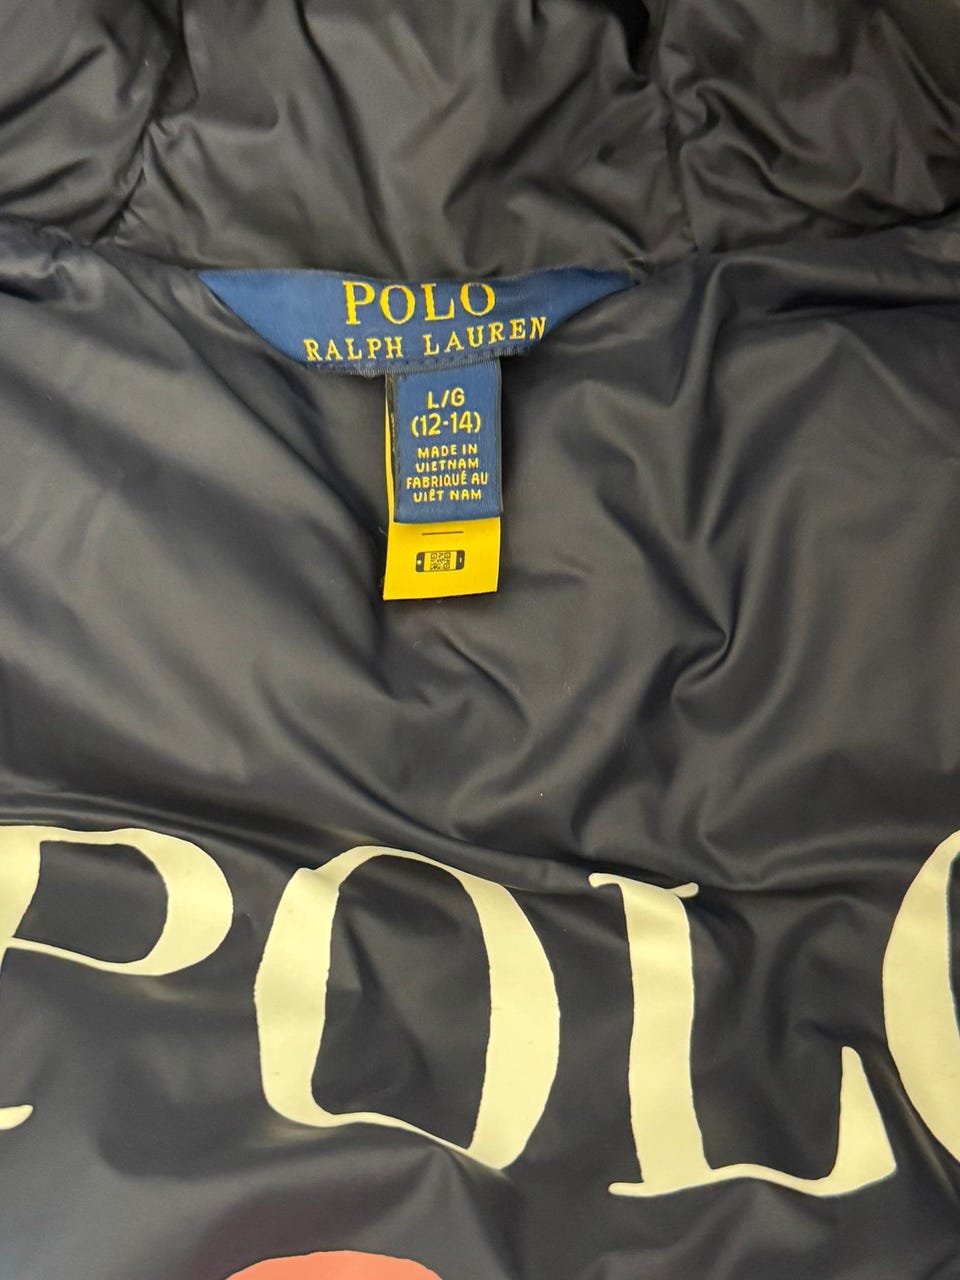 POLO
RALPH LAUREN
L/G
(12-14)
MADE IN
VIETNAM
FABRIQUÉ AU
VIÊT NAM
POLO